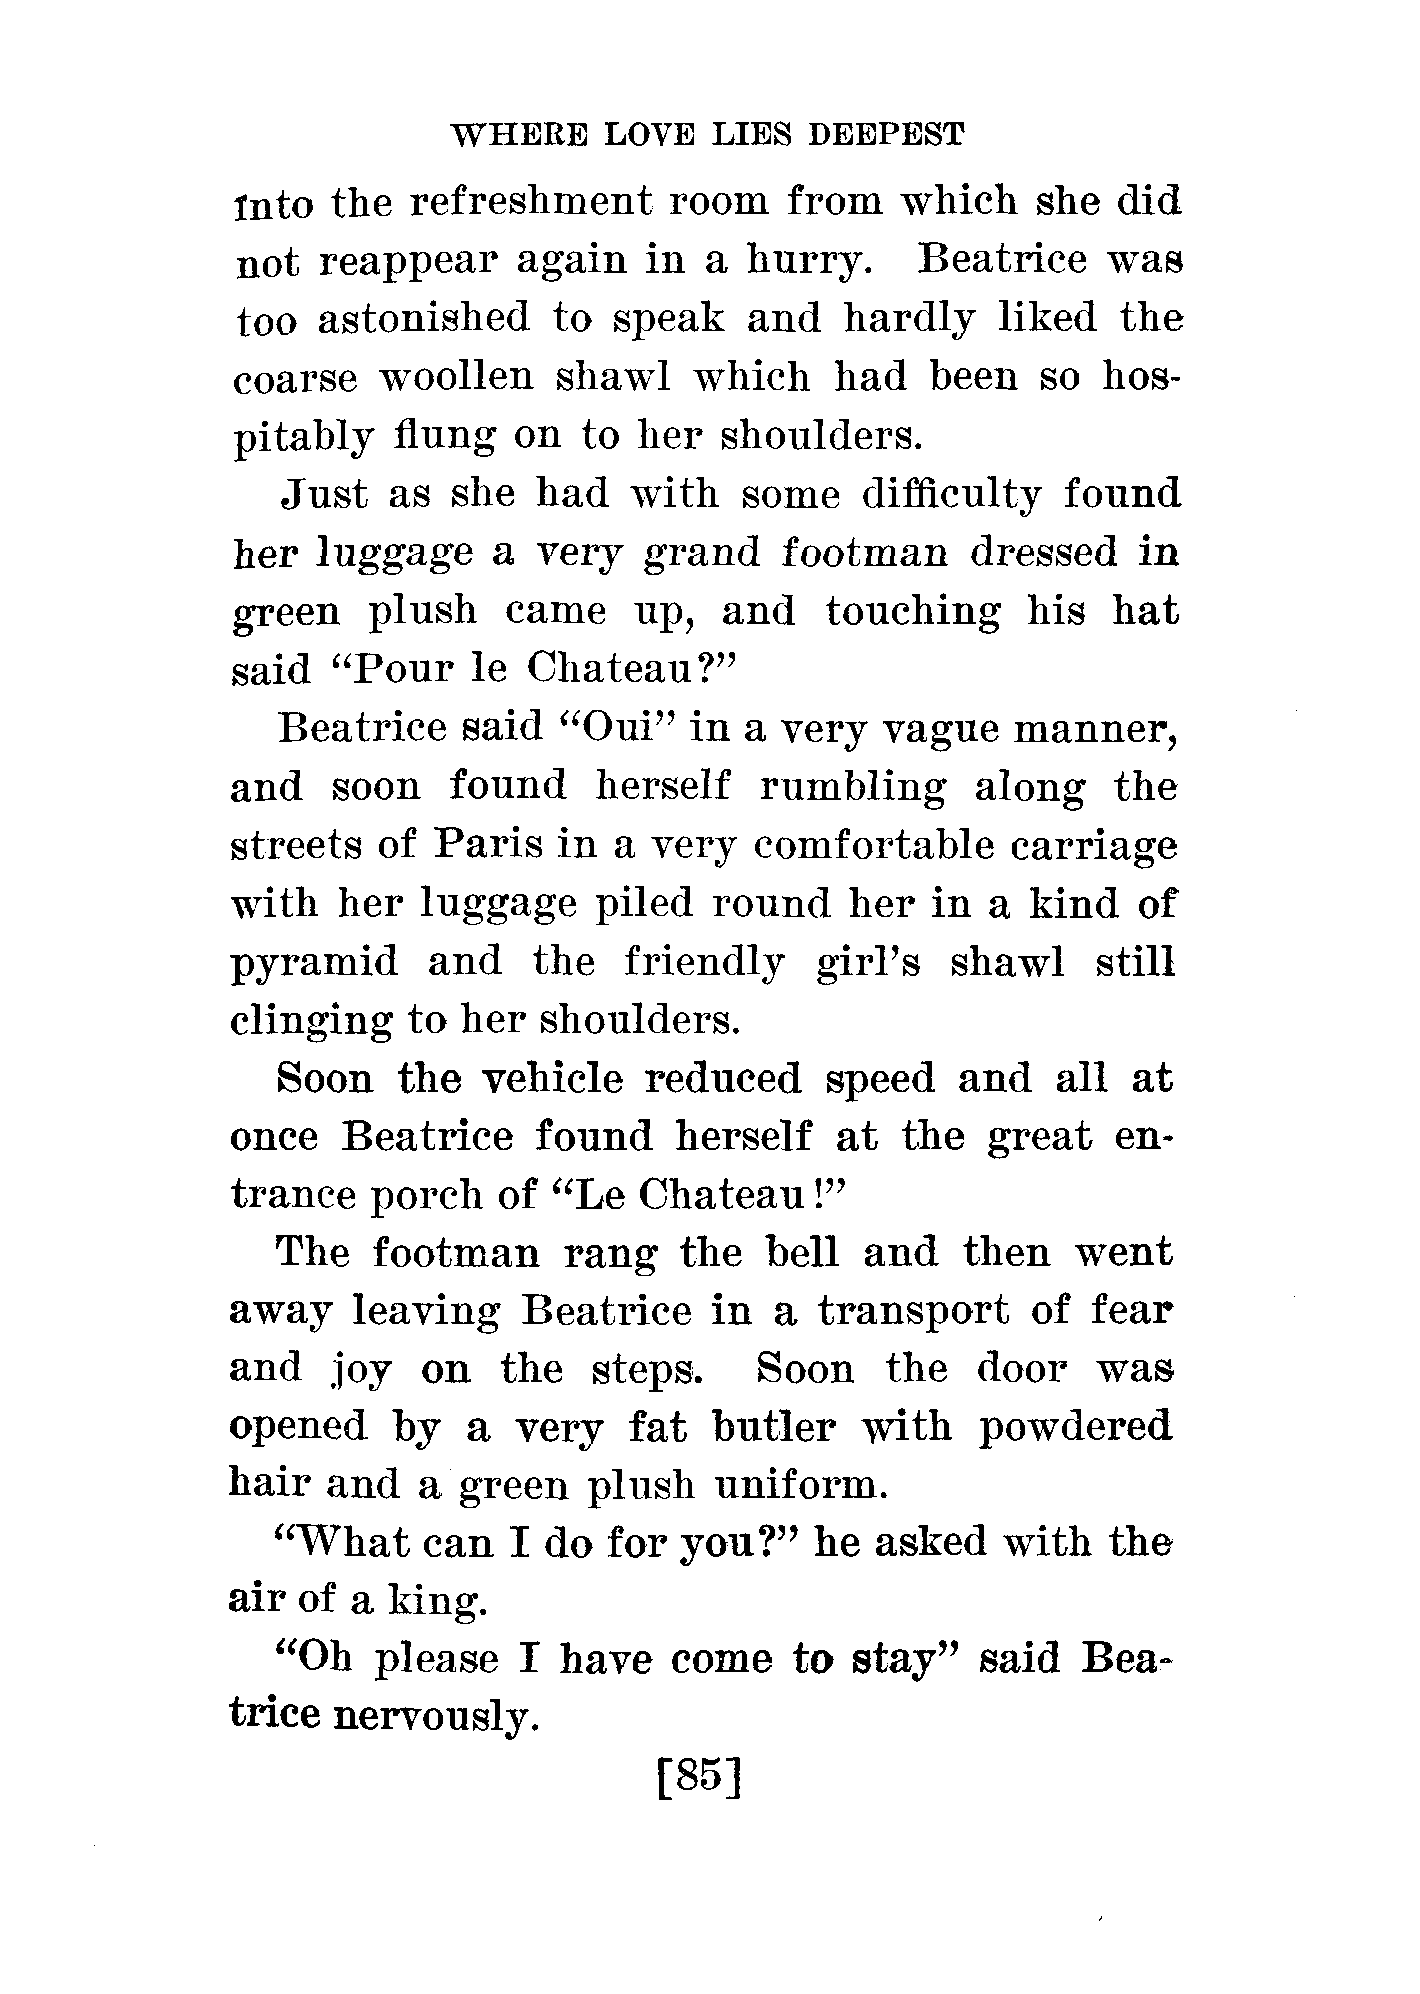 WHERE LOVE LIES DEEPEST
into the refreshment room from which she did
not reappear again in a hurry. Beatrice was
too astonished to speak and hardly liked the
coarse woollen shawl which had been so hos-
pitably flung on to her shoulders.
Just as she had with some difficulty found
her luggage a very grand footman dressed in
green plush came up, and touching his hat
said “Pour le Chateau?”
Beatrice said “Oui” in a very vague manner,
and soon found herself rumbling along the
streets of Paris in a very comfortable carriage
with her luggage piled round her in a kind of
pyramid and the friendly girl’s shawl still
clinging to her shoulders.
Soon the vehicle reduced speed and all at
once Beatrice found herself at the great en-
trance porch of “Le Chateau!”
The footman rang the bell and then went
away leaving Beatrice in a transport of fear
and joy on the steps. Soon the door was
opened by a very fat butler with powdered
hair and a green plush uniform.
“What can I do for you?” he asked with the
air of a king.
“Oh please I have come to stay” said Bea-
trice nervously.
[85]